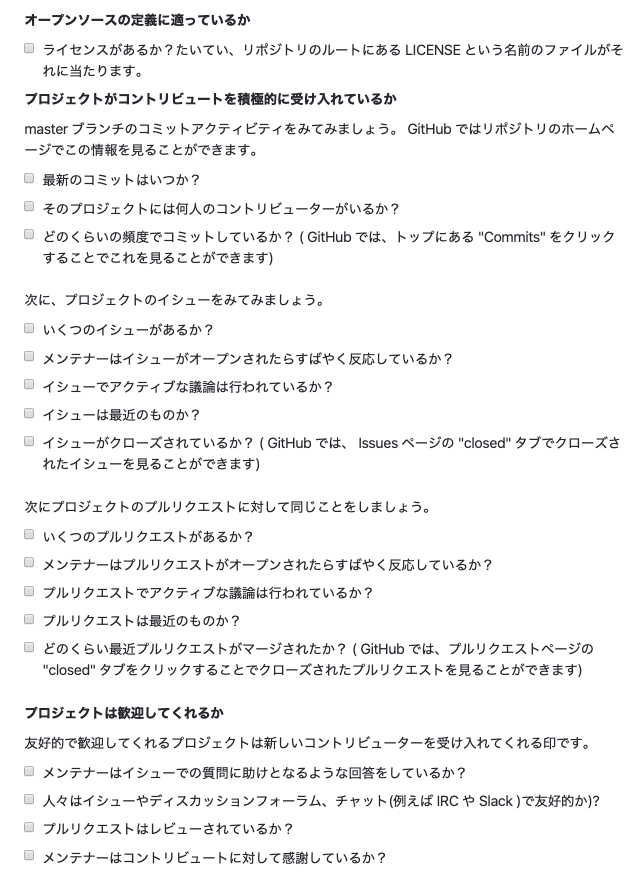 オープンソースの定義に適っているか
ライセンスがあるか？たいてい、リポジトリのルートにある LICENSE という名前のファイルがそ
れに当たります。
プロジェクトがコントリビュートを積極的に受け入れているか
master ブランチのコミットアクティビティをみてみましょう。 GitHub ではリポジトリのホームペ
ージでこの情報を見ることができます。
最新のコミットはいつか？
そのプロジェクトには何人のコントリビューターがいるか？
どのくらいの頻度でコミットしているか？ ( GitHub では、トップにある "Commits" をクリック
することでこれを見ることができます)
次に、プロジェクトのイシューをみてみましょう。
いくつのイシューがあるか？
メンテナーはイシューがオープンされたらすばやく反応しているか？
イシューでアクティブな議論は行われているか？
イシューは最近のものか？
イシューがクローズされているか？ ( GitHub では、 Issues ページの "closed" タブでクローズさ
れたイシューを見ることができます)
次にプロジェクトのプルリクエストに対して同じことをしましょう。
いくつのプルリクエストがあるか？
メンテナーはプルリクエストがオープンされたらすばやく反応しているか？
プルリクエストでアクティブな議論は行われているか？
プルリクエストは最近のものか？
どのくらい最近プルリクエストがマージされたか？ ( GitHub では、プルリクエストページの
"closed" タブをクリックすることでクローズされたプルリクエストを見ることができます)
プロジェクトは歓迎してくれるか
友好的で歓迎してくれるプロジェクトは新しいコントリビューターを受け入れてくれる印です。
メンテナーはイシューでの質問に助けとなるような回答をしているか？
人々はイシューやディスカッションフォーラム、チャット(例えば IRC や Slack )で友好的か)?
プルリクエストはレビューされているか？
メンテナーはコントリビュートに対して感謝しているか？